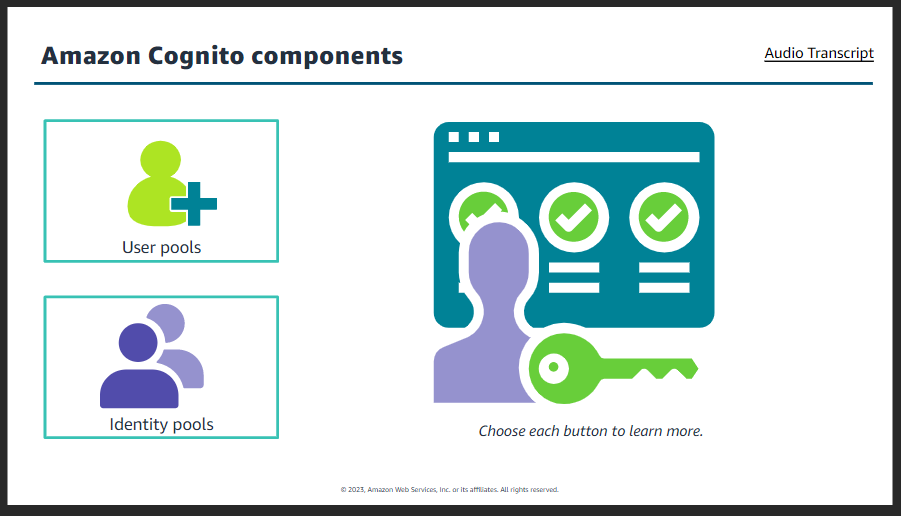 Amazon Cognito components
Audio Transcript
User pools
Identity pools
Choose each button to learn more.
© 2023, Amazon Web Services, Inc. or its affiliates. All rights reserved.